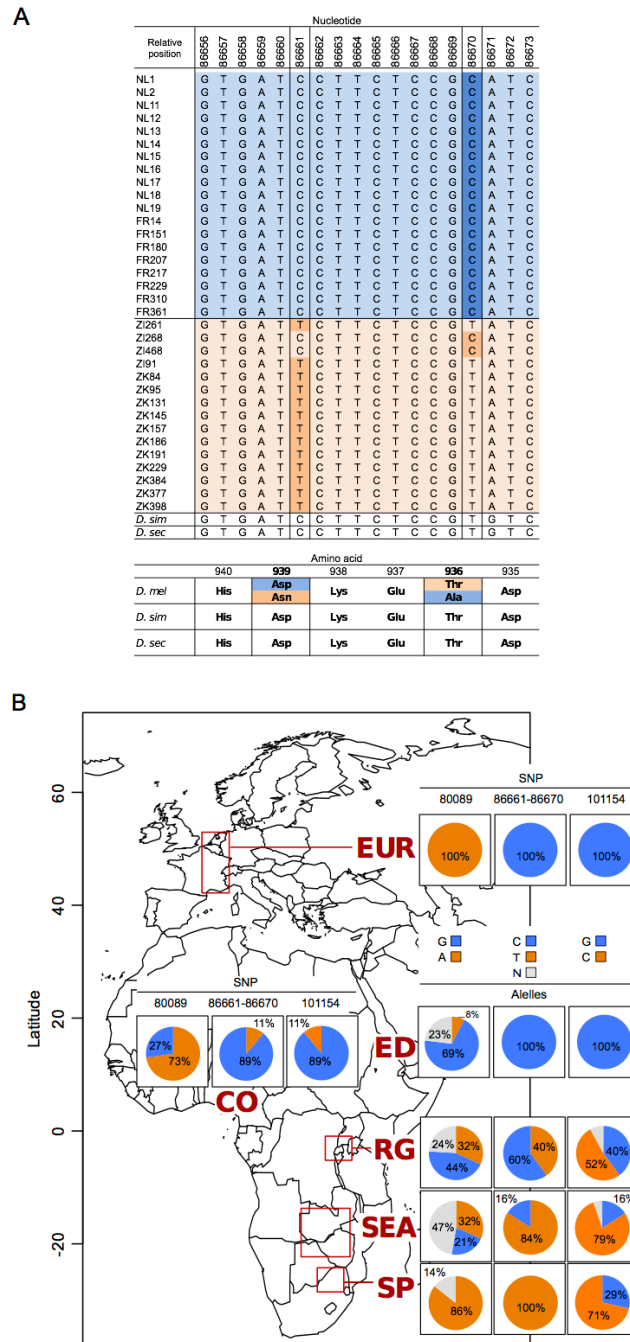 A
Nucleotide
Relative position 86656 86657 86658 86659 86660 86661 86662 86663 86664 86665 86666 86667 86668 86669 86670 86671 86672 86673
NL1 G T G A T C C T T C T C C G C A T C
NL2 G T G A T C C T T C T C C G C A T C
NL11 G T G A T C C T T C T C C G C A T C
NL12 G T G A T C C T T C T C C G C A T C
NL13 G T G A T C C T T C T C C G C A T C
NL14 G T G A T C C T T C T C C G C A T C
NL15 G T G A T C C T T C T C C G C A T C
NL16 G T G A T C C T T C T C C G C A T C
NL17 G T G A T C C T T C T C C G C A T C
NL18 G T G A T C C T T C T C C G C A T C
NL19 G T G A T C C T T C T C C G C A T C
FR14 G T G A T C C T T C T C C G C A T C
FR151 G T G A T C C T T C T C C G C A T C
FR180 G T G A T C C T T C T C C G C A T C
FR207 G T G A T C C T T C T C C G C A T C
FR217 G T G A T C C T T C T C C G C A T C
FR229 G T G A T C C T T C T C C G C A T C
FR310 G T G A T C C T T C T C C G C A T C
FR361 G T G A T C C T T C T C C G C A T C
ZI261 G T G A T T C T T C T C C G T A T C
ZI268 G T G A T C C T T C T C C G C A T C
ZI468 G T G A T C C T T C T C C G C A T C
ZI91 G T G A T T C T T C T C C G T A T C
ZK84 G T G A T T C T T C T C C G T A T C
ZK95 G T G A T T C T T C T C C G T A T C
ZK131 G T G A T T C T T C T C C G T A T C
ZK145 G T G A T T C T T C T C C G T A T C
ZK157 G T G A T T C T T C T C C G T A T C
ZK186 G T G A T T C T T C T C C G T A T C
ZK191 G T G A T T C T T C T C C G T A T C
ZK229 G T G A T T C T T C T C C G T A T C
ZK384 G T G A T T C T T C T C C G T A T C
ZK377 G T G A T T C T T C T C C G T A T C
ZK398 G T G A T T C T T C T C C G T A T C
D. sim G T G A T C C T T C T C C G T G T C
D. sec G T G A T C C T T C T C C G T G T C
Amino acid
940 939 938 937 936 935
D. mel His Asp Asn Lys Glu Thr Ala Asp
D. sim His Asp Lys Glu Thr Asp
D. sec His Asp Lys Glu Thr Asp
B
Latitude
60
40
20
0
-20
SNP
80089 86661-86670 101154
EUR 100% 100% 100%
G C G
A T C
N
Alelles
SNP
80089 86661-86670 101154
27% 73% 11% 89% 11% 89%
CO
ED 8% 23% 69% 100% 100%
RG 24% 32% 44% 60% 40% 40% 52%
SEA 47% 32% 21% 16% 84% 16% 79%
SP 14% 86% 100% 29% 71%